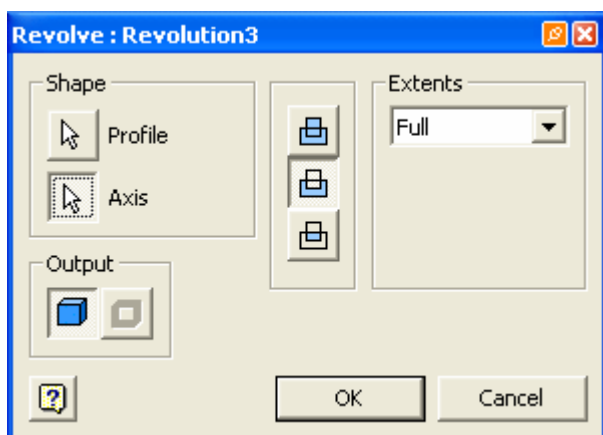 Revolve : Revolution3
Shape
Profile
Axis
Extents
Full
Output
?
OK
Cancel